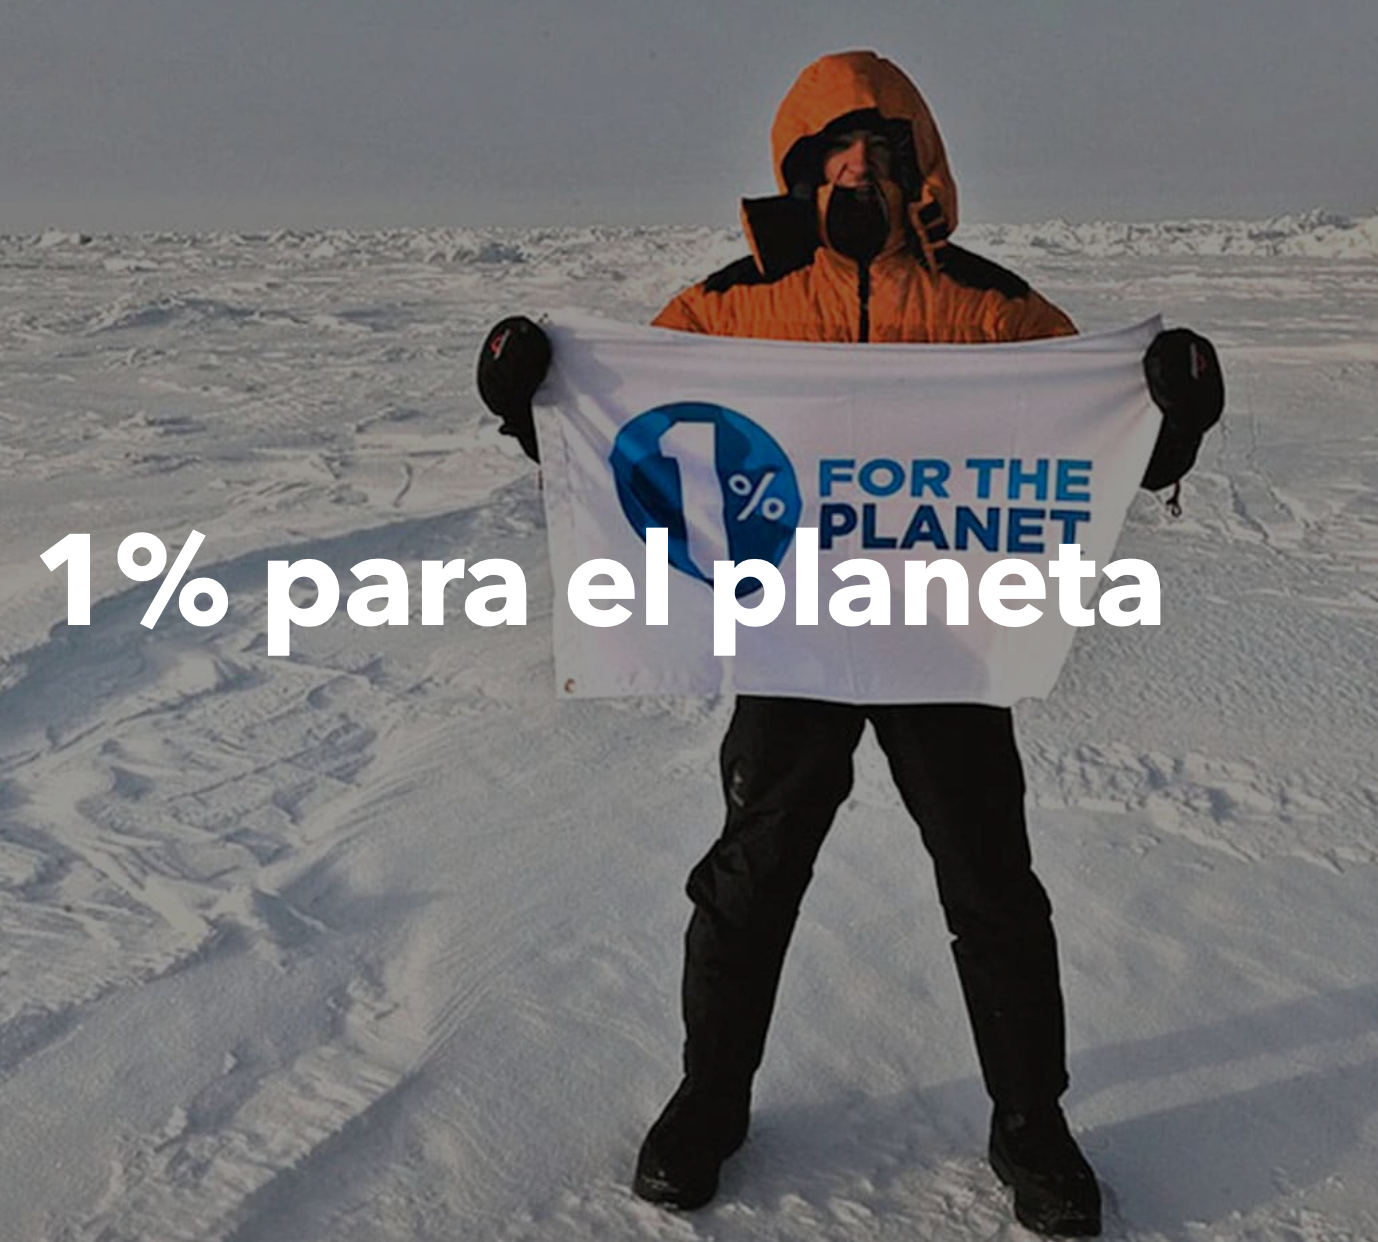 1%
FOR THE
PLANET
1% para el planeta